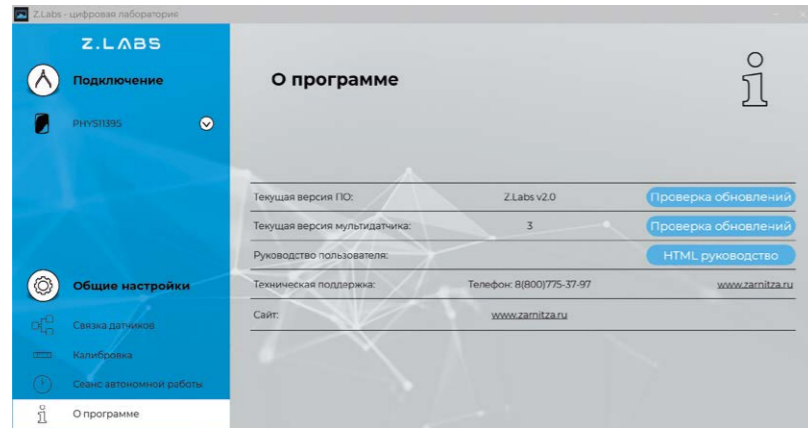 Z.Labs - цифровая лаборатория
Z.LABS
Подключение
PHYS11395
Общие настройки
Связка датчиков
Калибровка
Сеанс автономной работы
О программе
О программе
Текущая версия ПО: Z.Labs v2.0 Проверка обновлений
Текущая версия мультидатчика: 3 Проверка обновлений
Руководство пользователя: HTML руководство
Техническая поддержка: Телефон: 8(800)775-37-97 www.zarnitza.ru
Сайт: www.zarnitza.ru